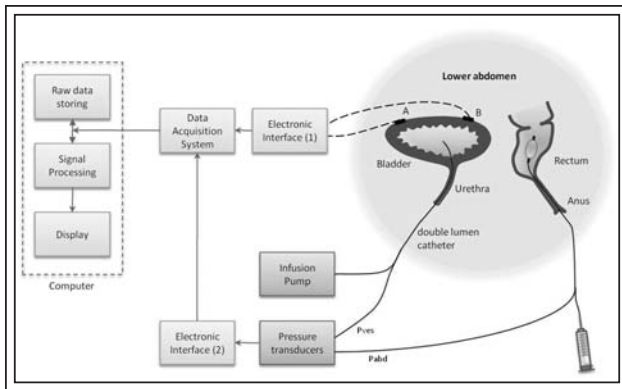 Lower abdomen
Raw data
storing
Signal
Processing
Display
Computer
Data
Acquisition
System
Electronic
Interface (1)
A
B
Bladder
Urethra
Rectum
Anus
double lumen
catheter
Infusion
Pump
Electronic
Interface (2)
Pressure
transducers
Pves
Pabd